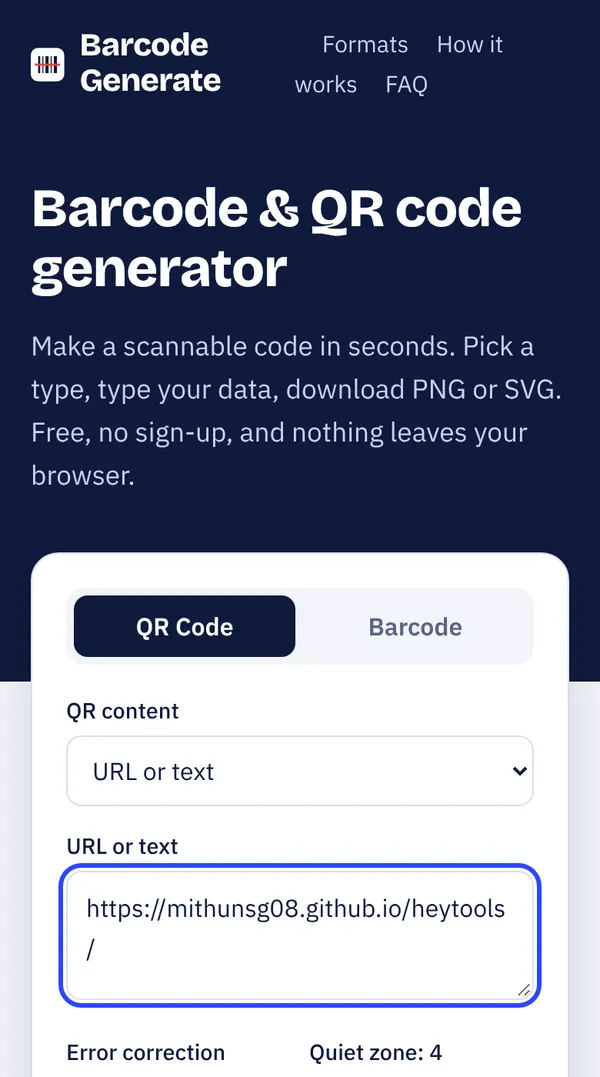 Barcode
Generate
Formats How it
works FAQ
Barcode & QR code
generator
Make a scannable code in seconds. Pick a
type, type your data, download PNG or SVG.
Free, no sign-up, and nothing leaves your
browser.
QR Code Barcode
QR content
URL or text
URL or text
https://mithunsg08.github.io/heytools
/
Error correction Quiet zone: 4